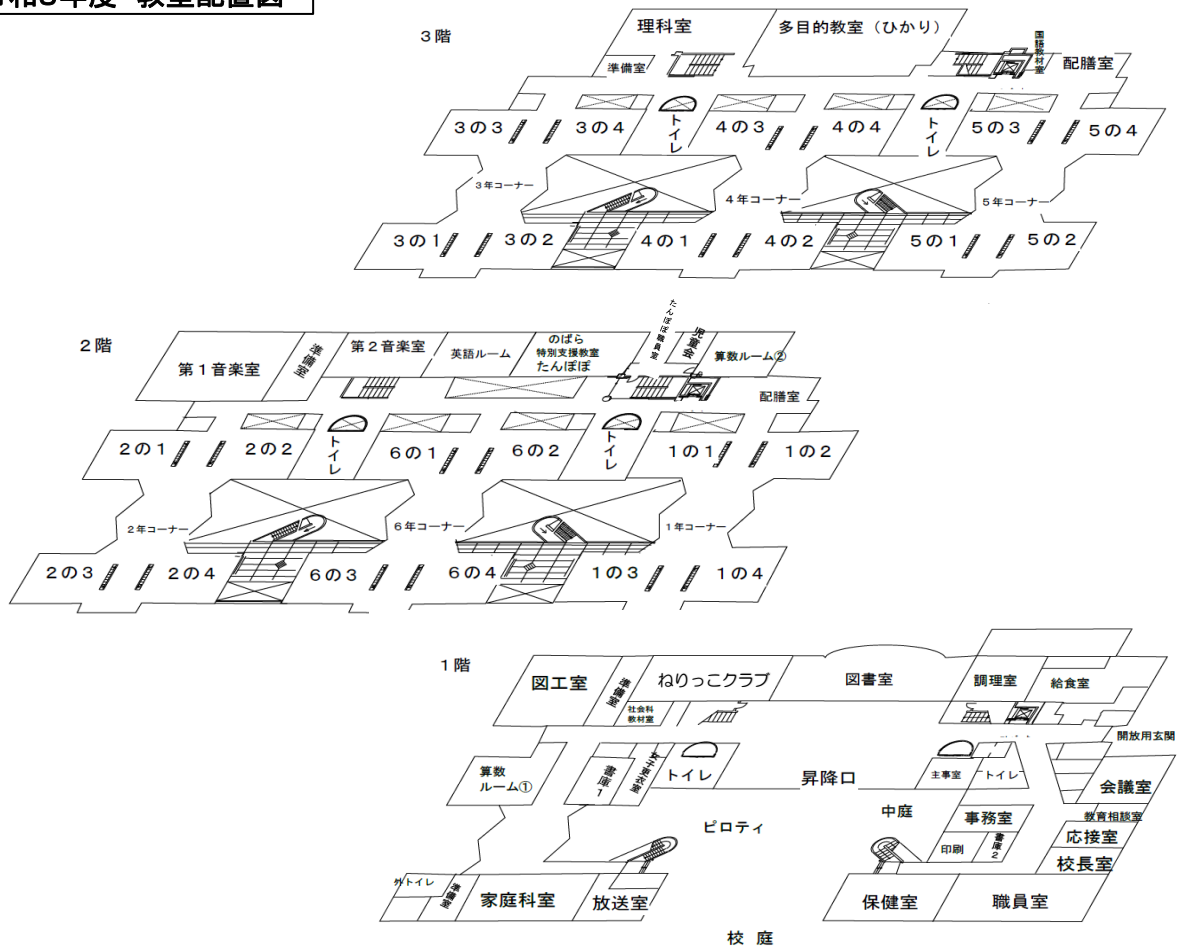 令和3年度 教室配置図
3階
理科室
多目的教室（ひかり）
国語教材室
準備室
配膳室
3の3
3の4
トイレ
4の3
4の4
トイレ
5の3
5の4
3年コーナー
4年コーナー
5年コーナー
3の1
3の2
4の1
4の2
5の1
5の2
2階
第1音楽室
準備室
第2音楽室
英語ルーム
のばら
特別支援教室
たんぽぽ
たんぽぽ職員室
児童会
算数ルーム②
配膳室
2の1
2の2
トイレ
6の1
6の2
トイレ
1の1
1の2
2年コーナー
6年コーナー
1年コーナー
2の3
2の4
6の3
6の4
1の3
1の4
1階
図工室
準備室
ねりっこクラブ
図書室
調理室
給食室
社会科
教材室
開放用玄関
算数
ルーム①
書庫1
女子更衣室
トイレ
昇降口
主事室
トイレ
会議室
ピロティ
中庭
事務室
教育相談室
印刷
書庫2
応接室
校長室
外トイレ
準備室
家庭科室
放送室
保健室
職員室
校庭